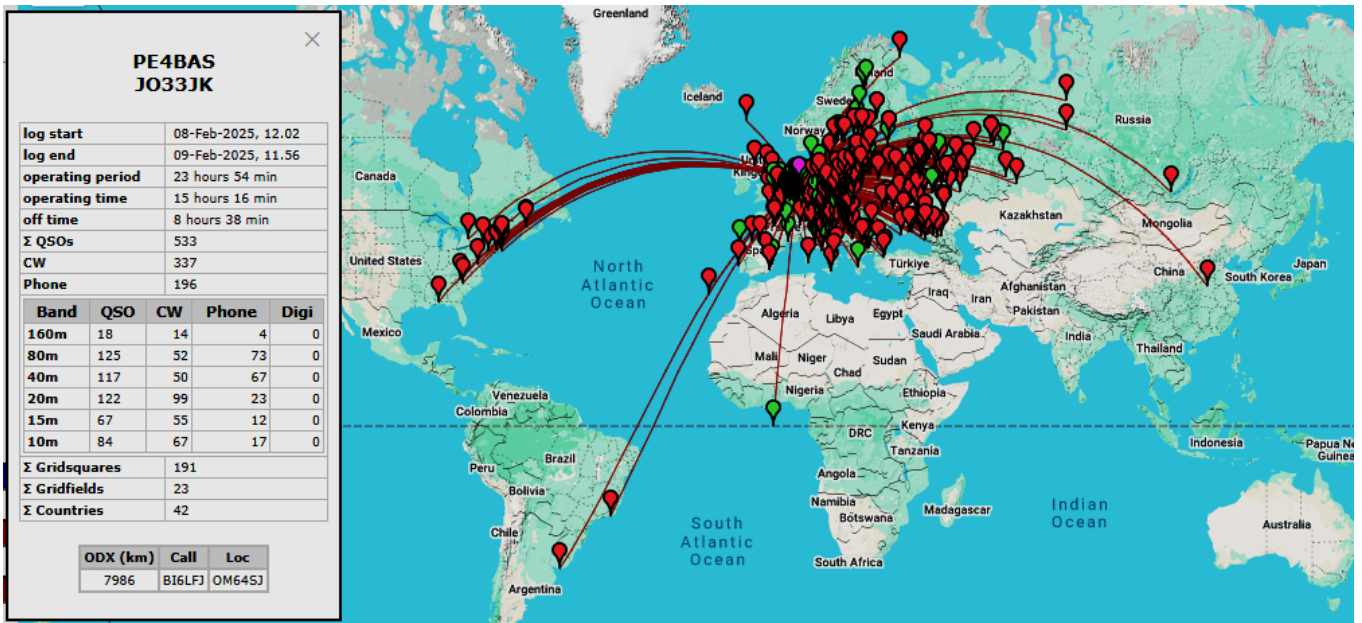 PE4BAS
JO33JK
log start 08-Feb-2025, 12.02
log end 09-Feb-2025, 11.56
operating period 23 hours 54 min
operating time 15 hours 16 min
off time 8 hours 38 min
Σ QSOs 533
CW 337
Phone 196
Band QSO CW Phone Digi
160m 18 14 4 0
80m 125 52 73 0
40m 117 50 67 0
20m 122 99 23 0
15m 67 55 12 0
10m 84 67 17 0
Σ Gridsquares 191
Σ Gridfields 23
Σ Countries 42
ODX (km) Call Loc
7986 BI6LFJ OM64SJ
Greenland
Iceland
Norway
Russia
Canada
Kazakhstan
Mongolia
United States
North
Atlantic
Ocean
Türkiye
China
South Korea
Japan
Iraq
Iran
Afghanistan
Pakistan
Algeria
Libya
Egypt
Saudi Arabia
India
Mexico
Mali
Niger
Chad
Sudan
Thailand
Nigeria
Ethiopia
Venezuela
Colombia
DRC
Kenya
Tanzania
Indonesia
Papua Ne
Guinea
Peru
Brazil
Bolivia
Angola
Namibia
Botswana
Madagascar
Indian
Ocean
Chile
South
Atlantic
Ocean
South Africa
Australia
Argentina